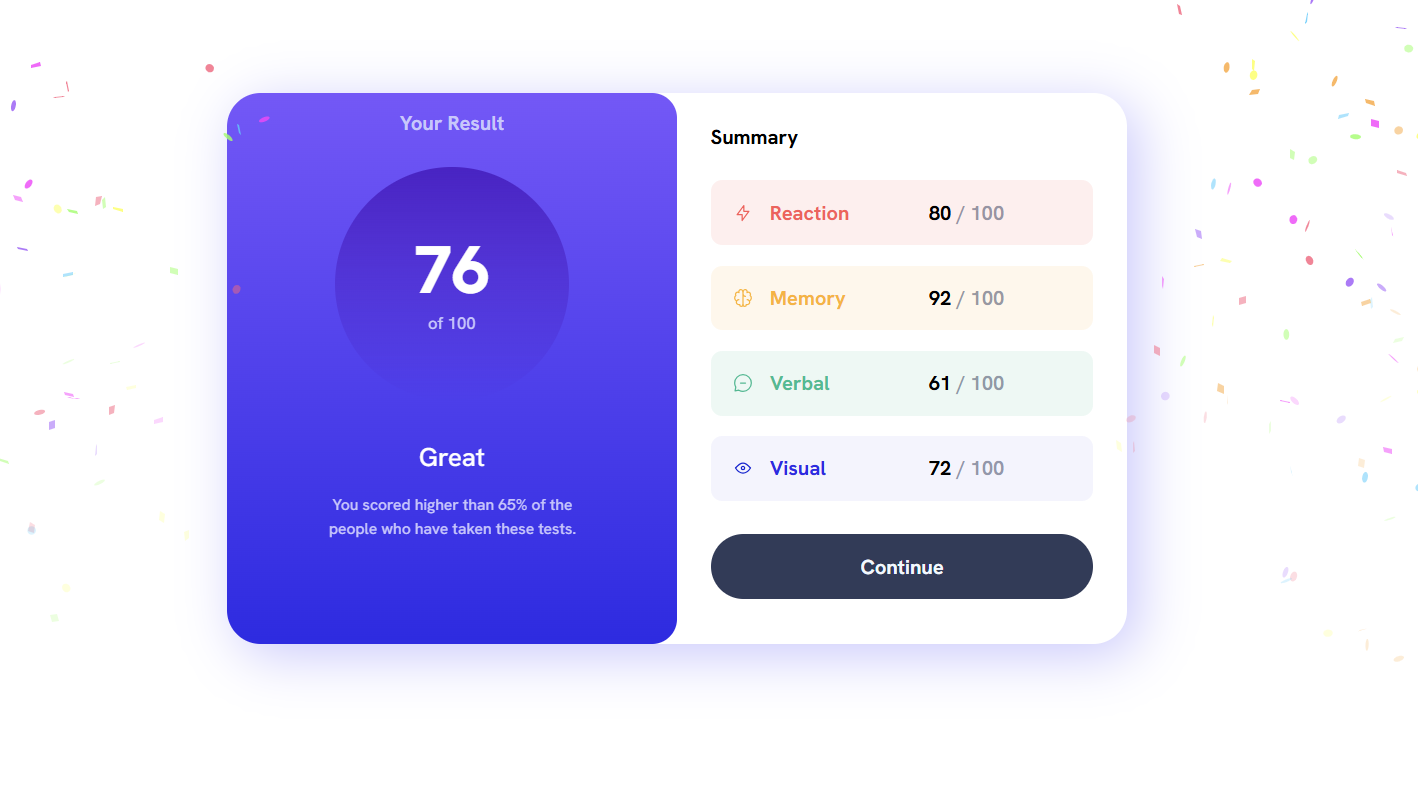 Your Result
76
of 100
Great
You scored higher than 65% of the
people who have taken these tests.
Summary
Reaction 80 / 100
Memory 92 / 100
Verbal 61 / 100
Visual 72 / 100
Continue